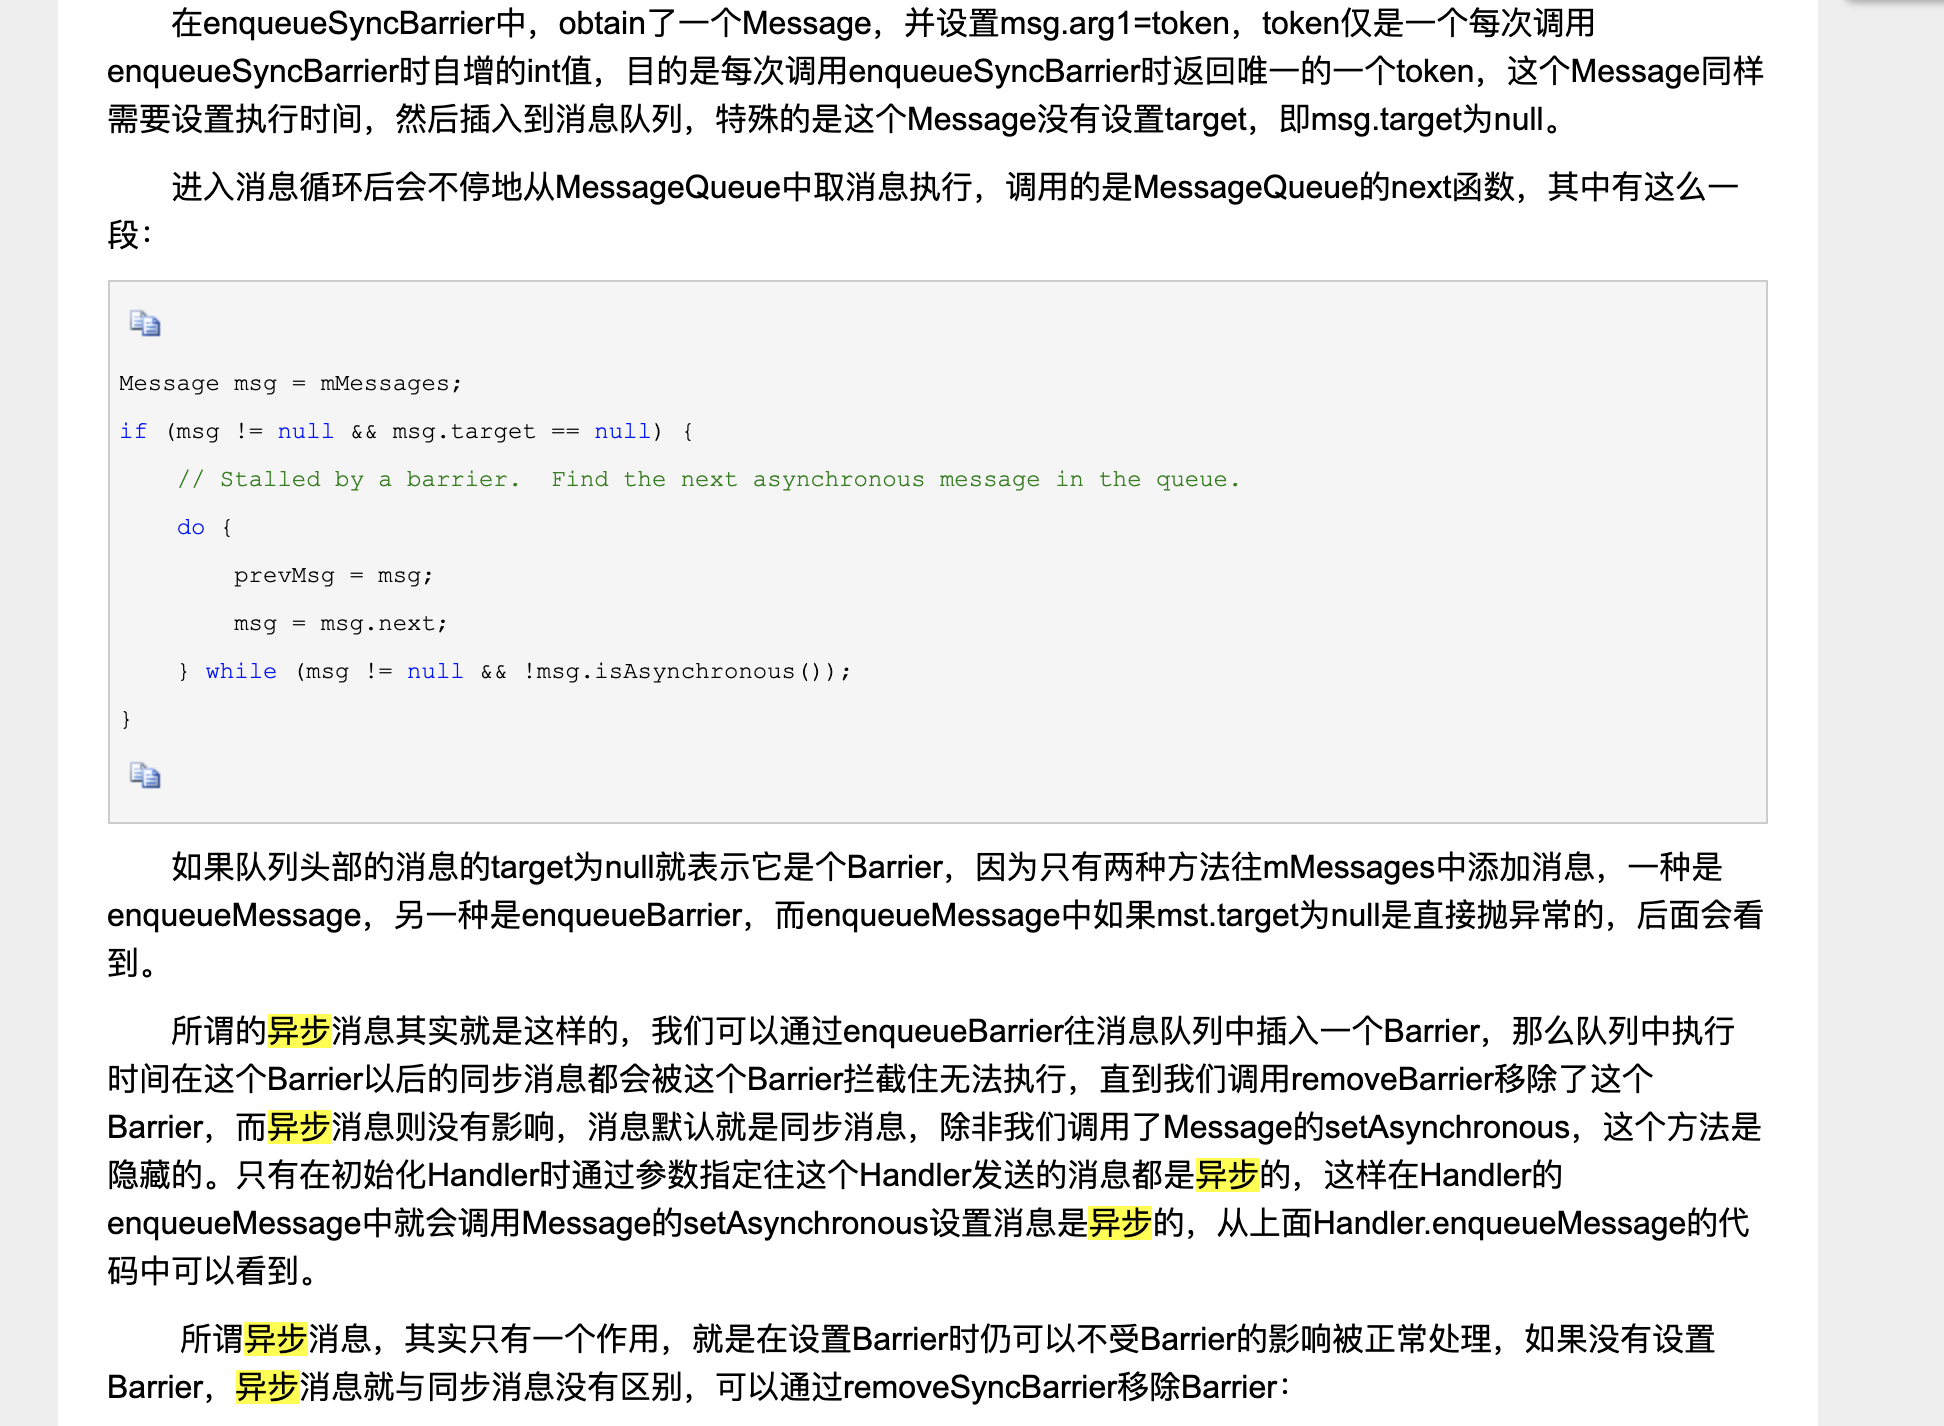 在enqueueSyncBarrier中，obtain了一个Message，并设置msg.arg1=token，token仅是一个每次调用
enqueueSyncBarrier时自增的int值，目的是每次调用enqueueSyncBarrier时返回唯一的一个token，这个Message同样
需要设置执行时间，然后插入到消息队列，特殊的是这个Message没有设置target，即msg.target为null。
进入消息循环后会不停地从MessageQueue中取消息执行，调用的是MessageQueue的next函数，其中有这么一
段：
Message msg = mMessages;
if (msg != null && msg.target == null) {
    // Stalled by a barrier.  Find the next asynchronous message in the queue.
    do {
        prevMsg = msg;
        msg = msg.next;
    } while (msg != null && !msg.isAsynchronous());
}
如果队列头部的消息的target为null就表示它是个Barrier，因为只有两种方法往mMessages中添加消息，一种是
enqueueMessage，另一种是enqueueBarrier，而enqueueMessage中如果mst.target为null是直接抛异常的，后面会看
到。
所谓的异步消息其实就是这样的，我们可以通过enqueueBarrier往消息队列中插入一个Barrier，那么队列中执行
时间在这个Barrier以后的同步消息都会被这个Barrier拦截住无法执行，直到我们调用removeBarrier移除了这个
Barrier，而异步消息则没有影响，消息默认就是同步消息，除非我们调用了Message的setAsynchronous，这个方法是
隐藏的。只有在初始化Handler时通过参数指定往这个Handler发送的消息都是异步的，这样在Handler的
enqueueMessage中就会调用Message的setAsynchronous设置消息是异步的，从上面Handler.enqueueMessage的代
码中可以看到。
所谓异步消息，其实只有一个作用，就是在设置Barrier时仍可以不受Barrier的影响被正常处理，如果没有设置
Barrier，异步消息就与同步消息没有区别，可以通过removeSyncBarrier移除Barrier：